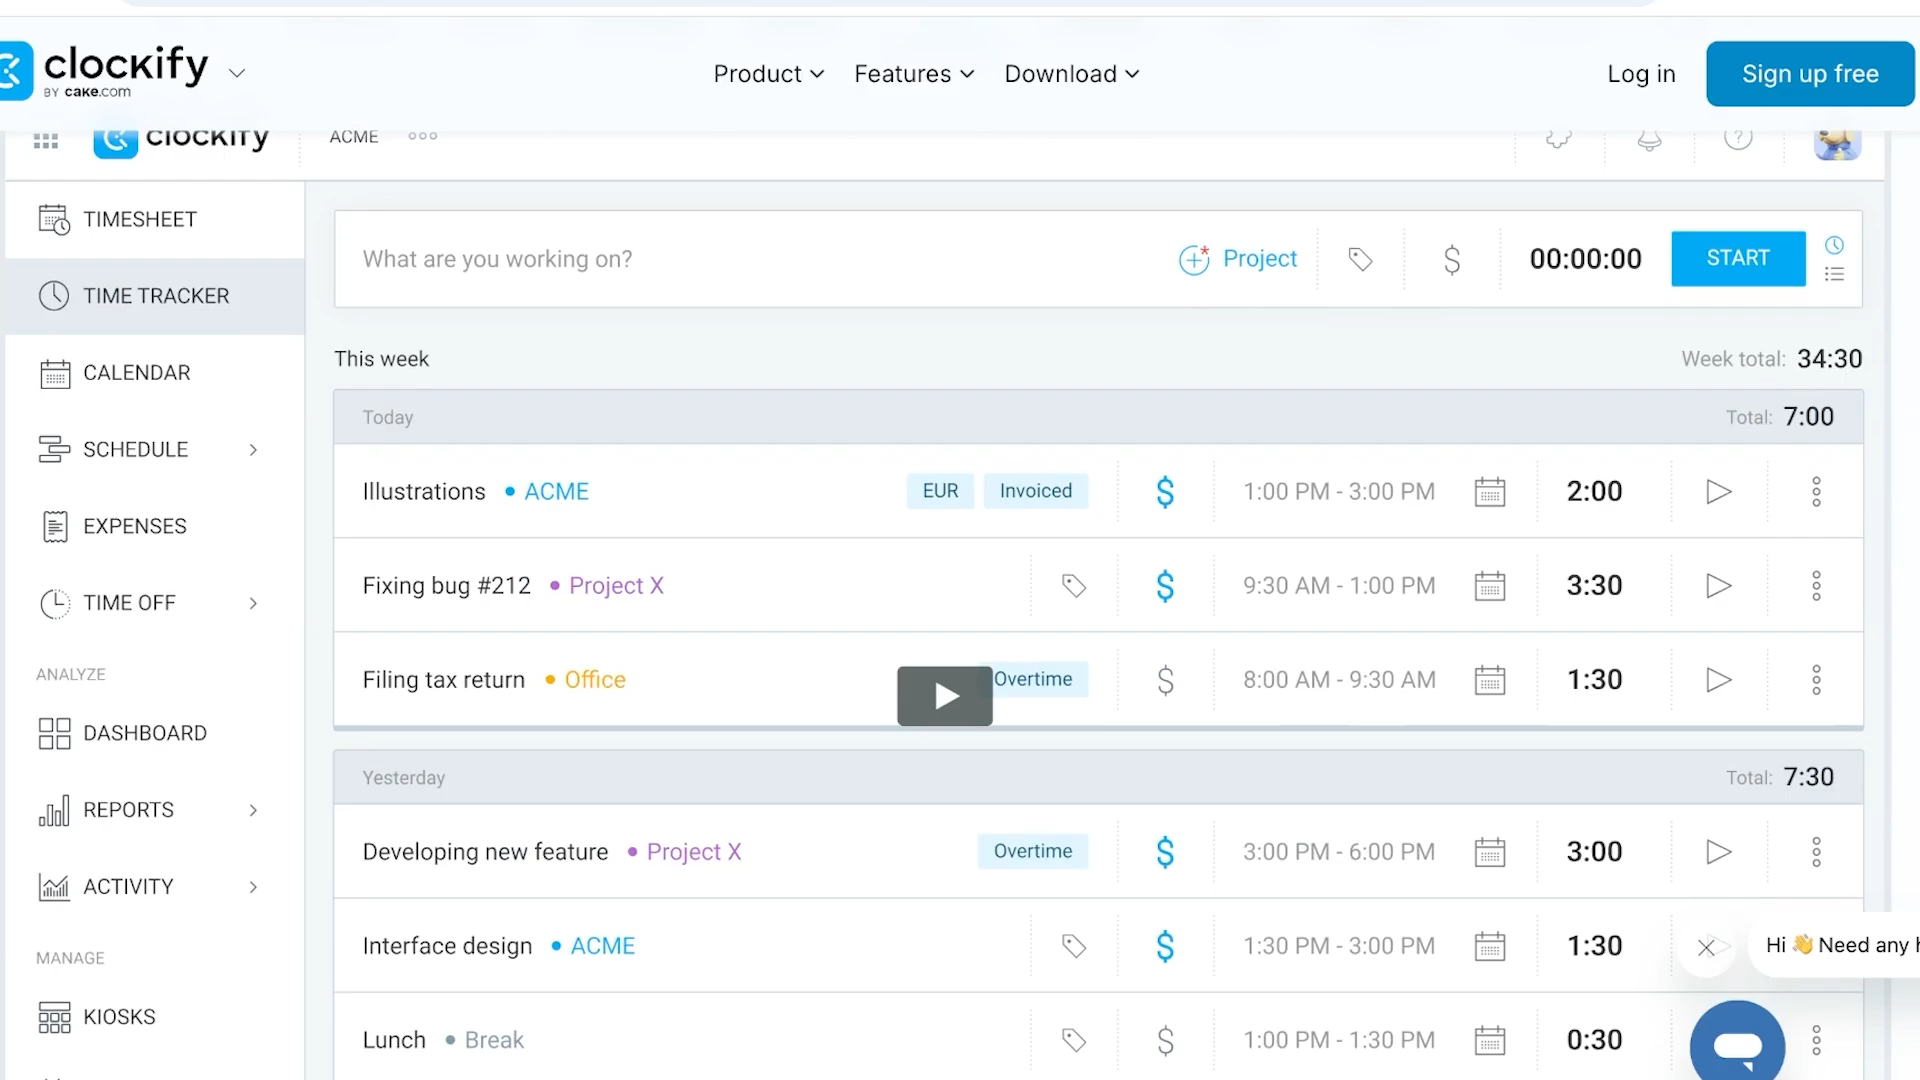 clockify
BY cake.com
Product
Features
Download
Log in
Sign up free
clockify
ACME
TIMESHEET
TIME TRACKER
CALENDAR
SCHEDULE
EXPENSES
TIME OFF
ANALYZE
DASHBOARD
REPORTS
ACTIVITY
MANAGE
KIOSKS
What are you working on?
Project
$
00:00:00
START
This week
Week total: 34:30
Today
Total: 7:00
Illustrations • ACME EUR Invoiced $ 1:00 PM - 3:00 PM 2:00
Fixing bug #212 • Project X $ 9:30 AM - 1:00 PM 3:30
Filing tax return • Office Overtime $ 8:00 AM - 9:30 AM 1:30
Yesterday
Total: 7:30
Developing new feature • Project X Overtime $ 3:00 PM - 6:00 PM 3:00
Interface design • ACME $ 1:30 PM - 3:00 PM 1:30
Lunch • Break $ 1:00 PM - 1:30 PM 0:30
Hi 👋 Need any